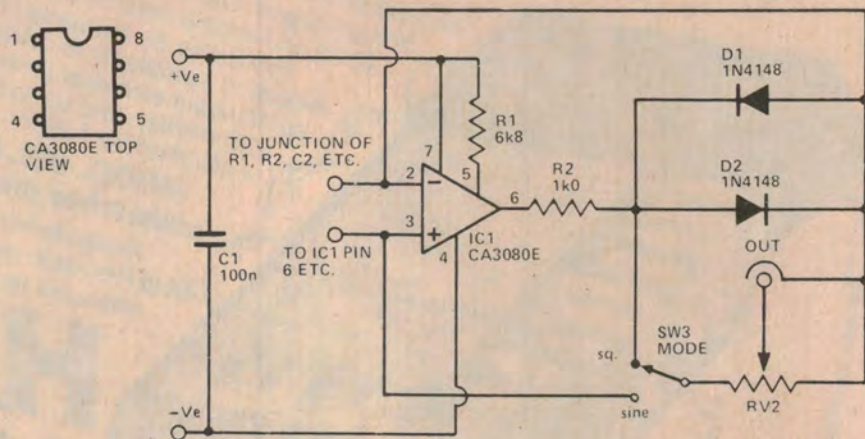 1
8
4
5
CA3080E TOP
VIEW
+Ve
C1
100n
-Ve
TO JUNCTION OF
R1, R2, C2, ETC.
TO IC1 PIN
6 ETC.
R1
6k8
7
5
2
3
4
6
IC1
CA3080E
R2
1k0
D1
1N4148
D2
1N4148
OUT
sq.
SW3
MODE
sine
RV2